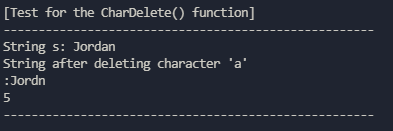 [Test for the CharDelete() function]
-----------------------------------------------------
String s: Jordan
String after deleting character 'a'
:Jordn
5
-----------------------------------------------------